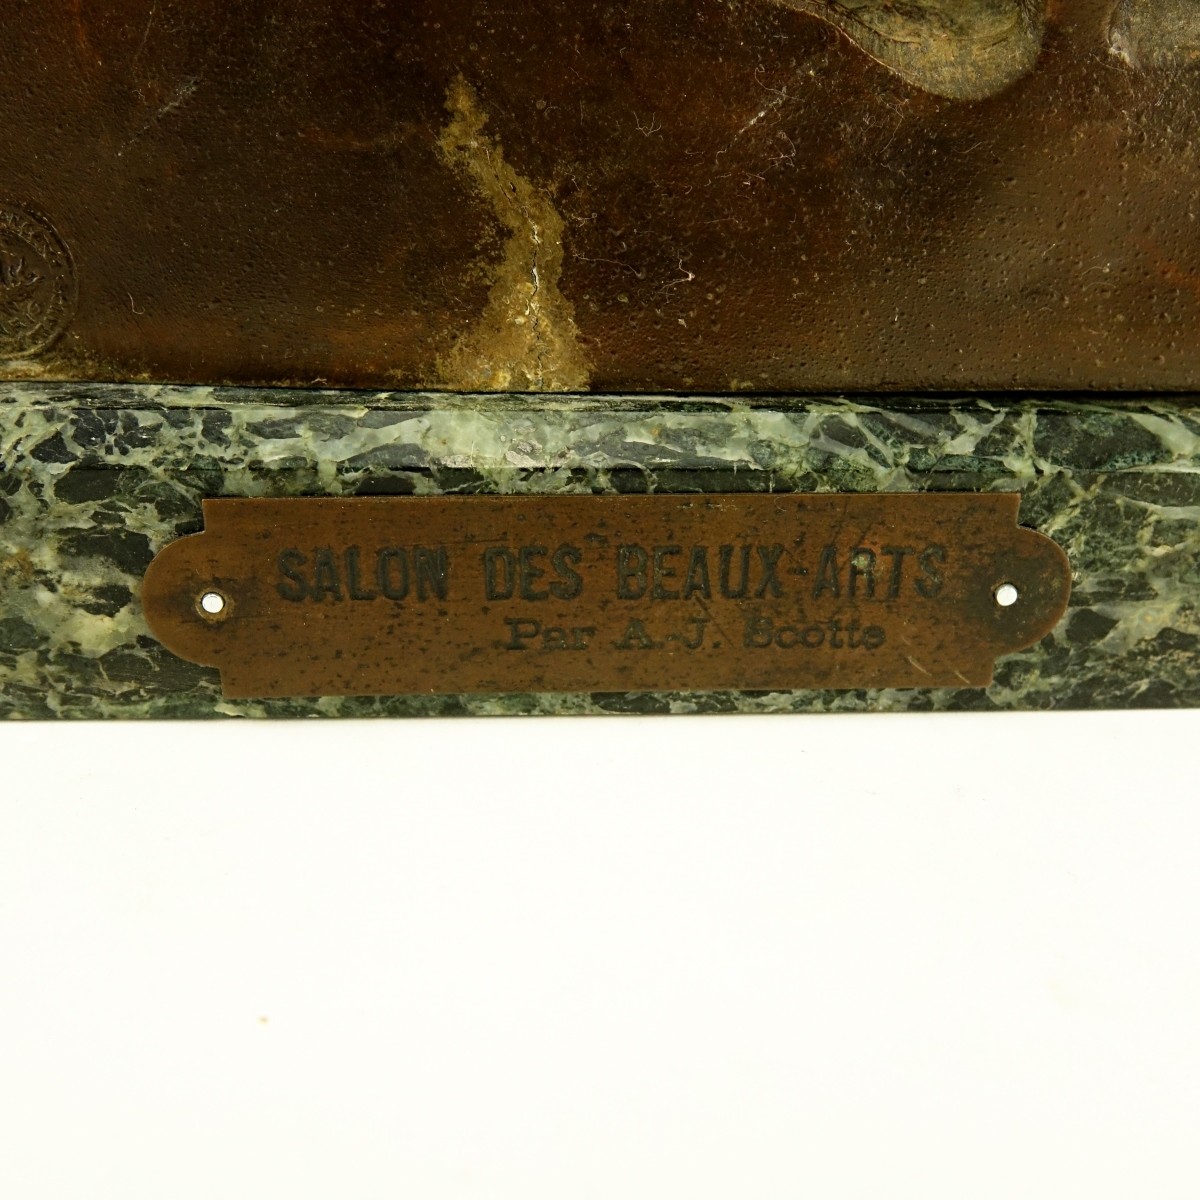 SALON DES BEAUX-ARTS
Par A-J. Scotte